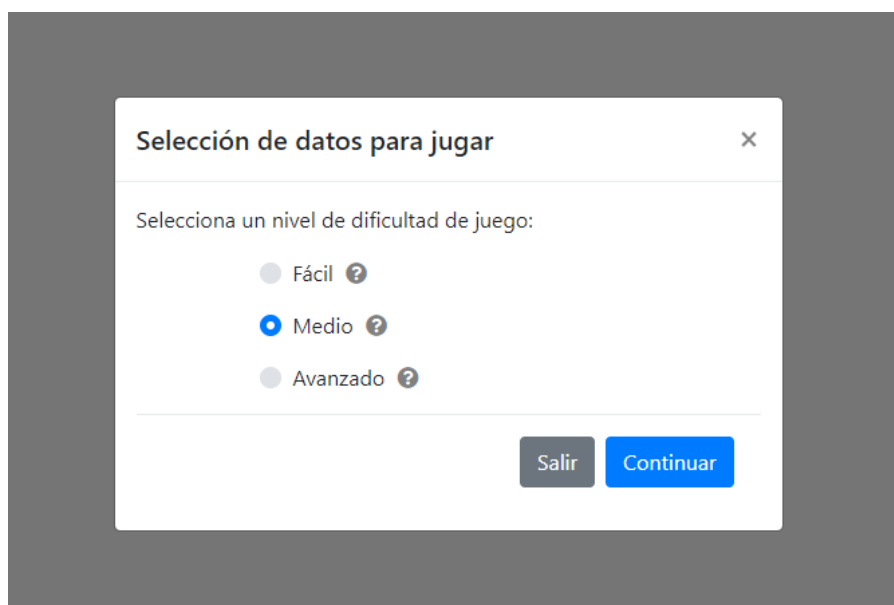 Selección de datos para jugar ×
Selecciona un nivel de dificultad de juego:
Fácil ?
Medio ?
Avanzado ?
Salir Continuar